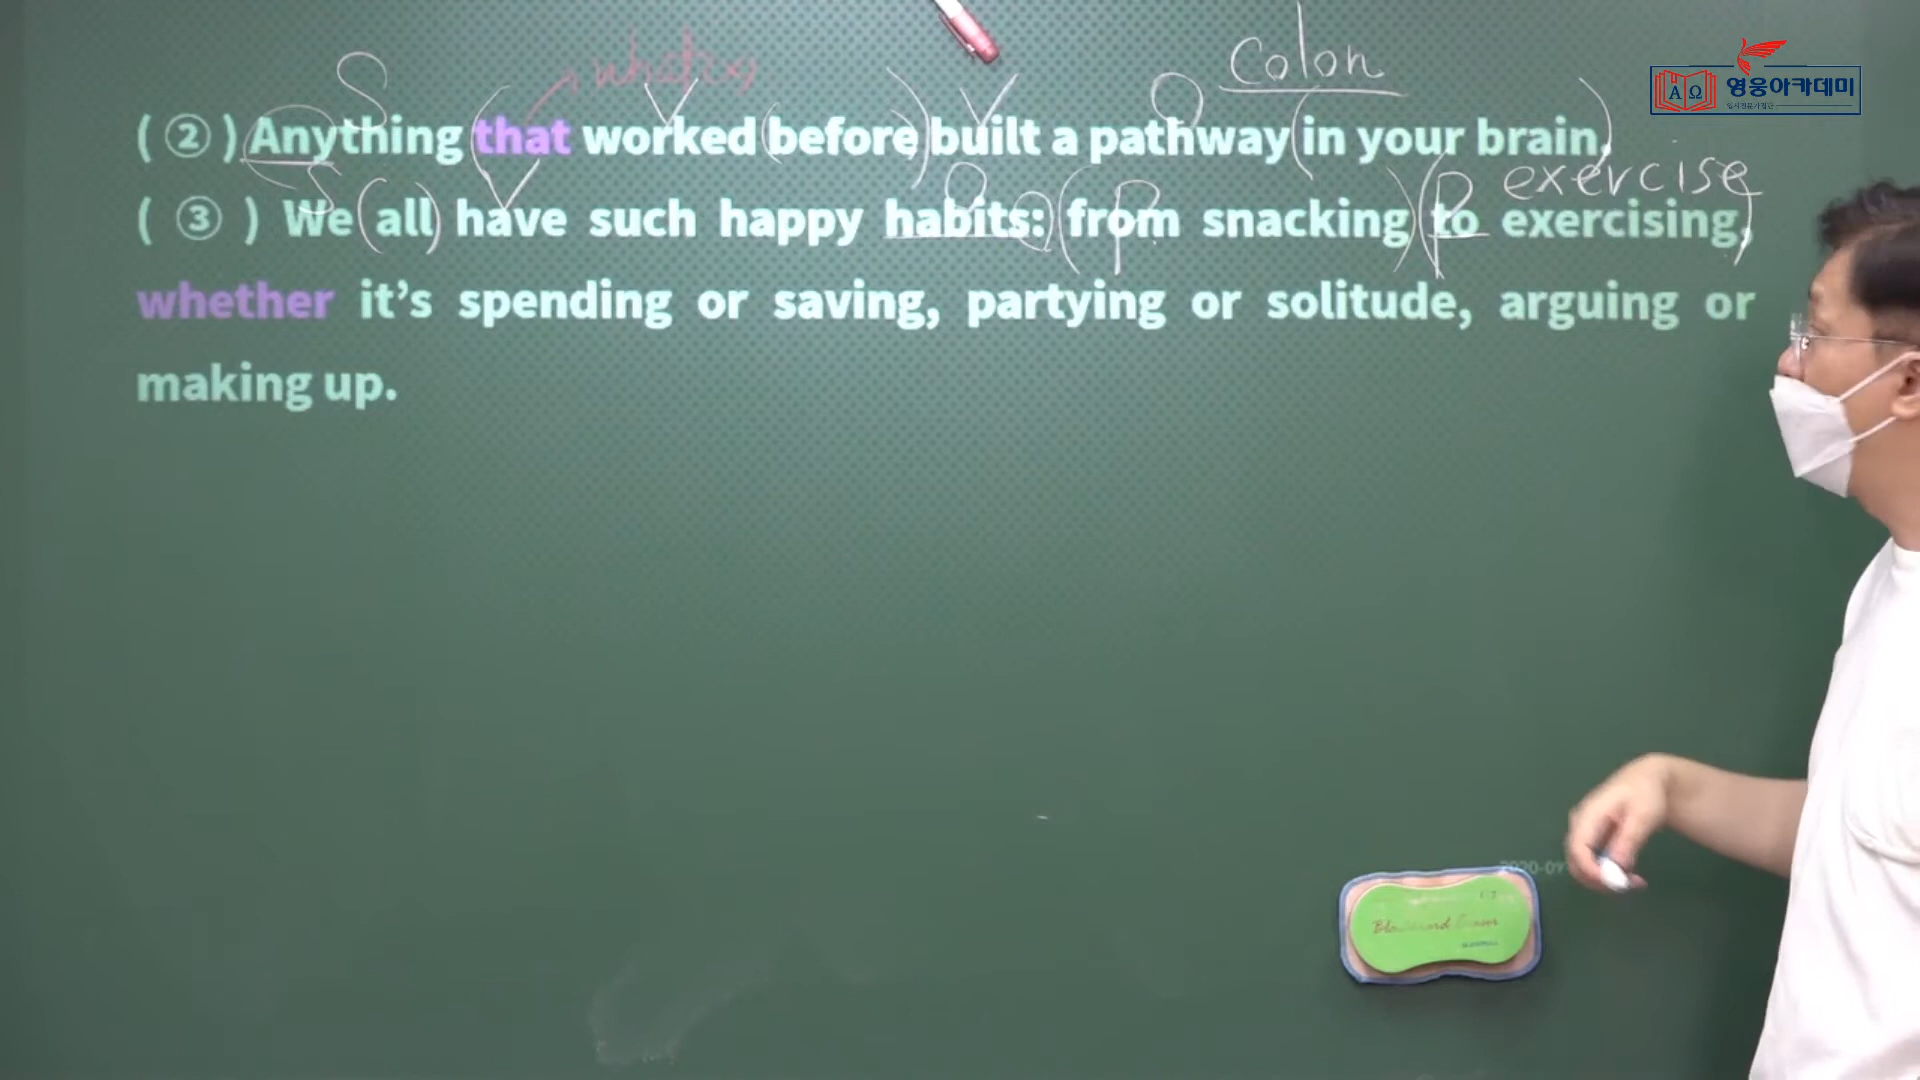 colon
영웅아카데미
( ② ) Anything that worked before built a pathway in your brain.
exercise
( ③ ) We all have such happy habits: from snacking to exercising,
whether it's spending or saving, partying or solitude, arguing or
making up.